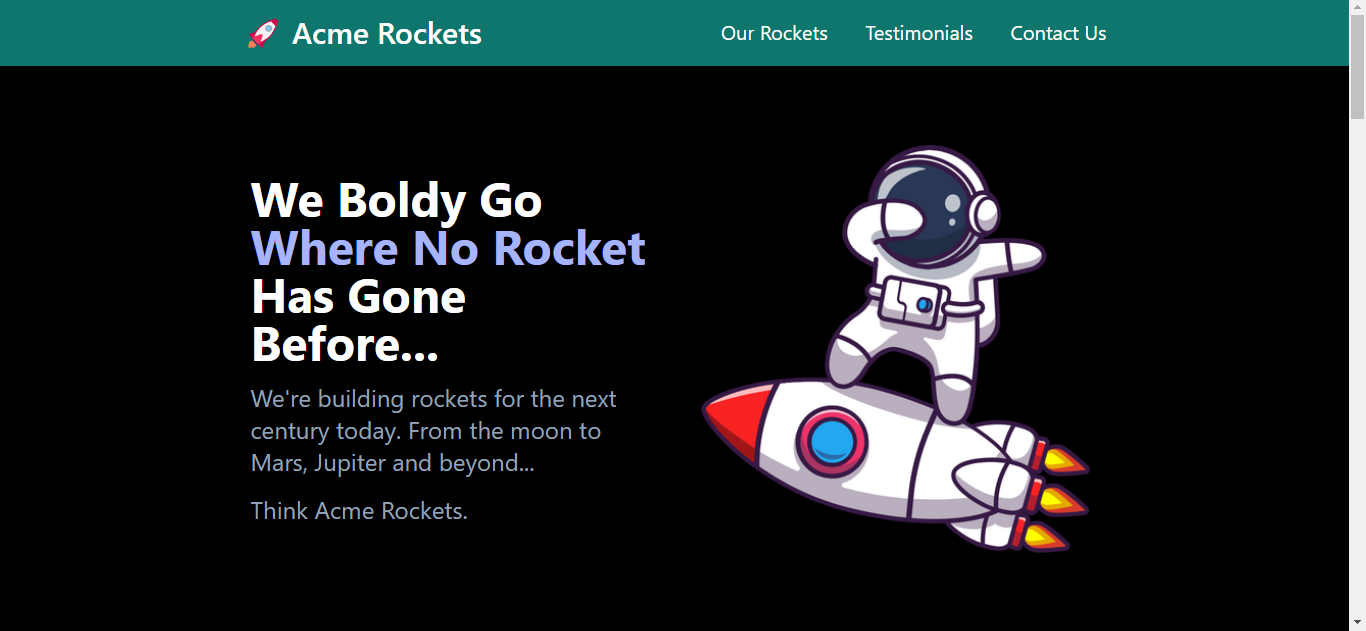 🚀 Acme Rockets
Our Rockets Testimonials Contact Us
We Boldy Go
Where No Rocket
Has Gone
Before...
We're building rockets for the next
century today. From the moon to
Mars, Jupiter and beyond...
Think Acme Rockets.